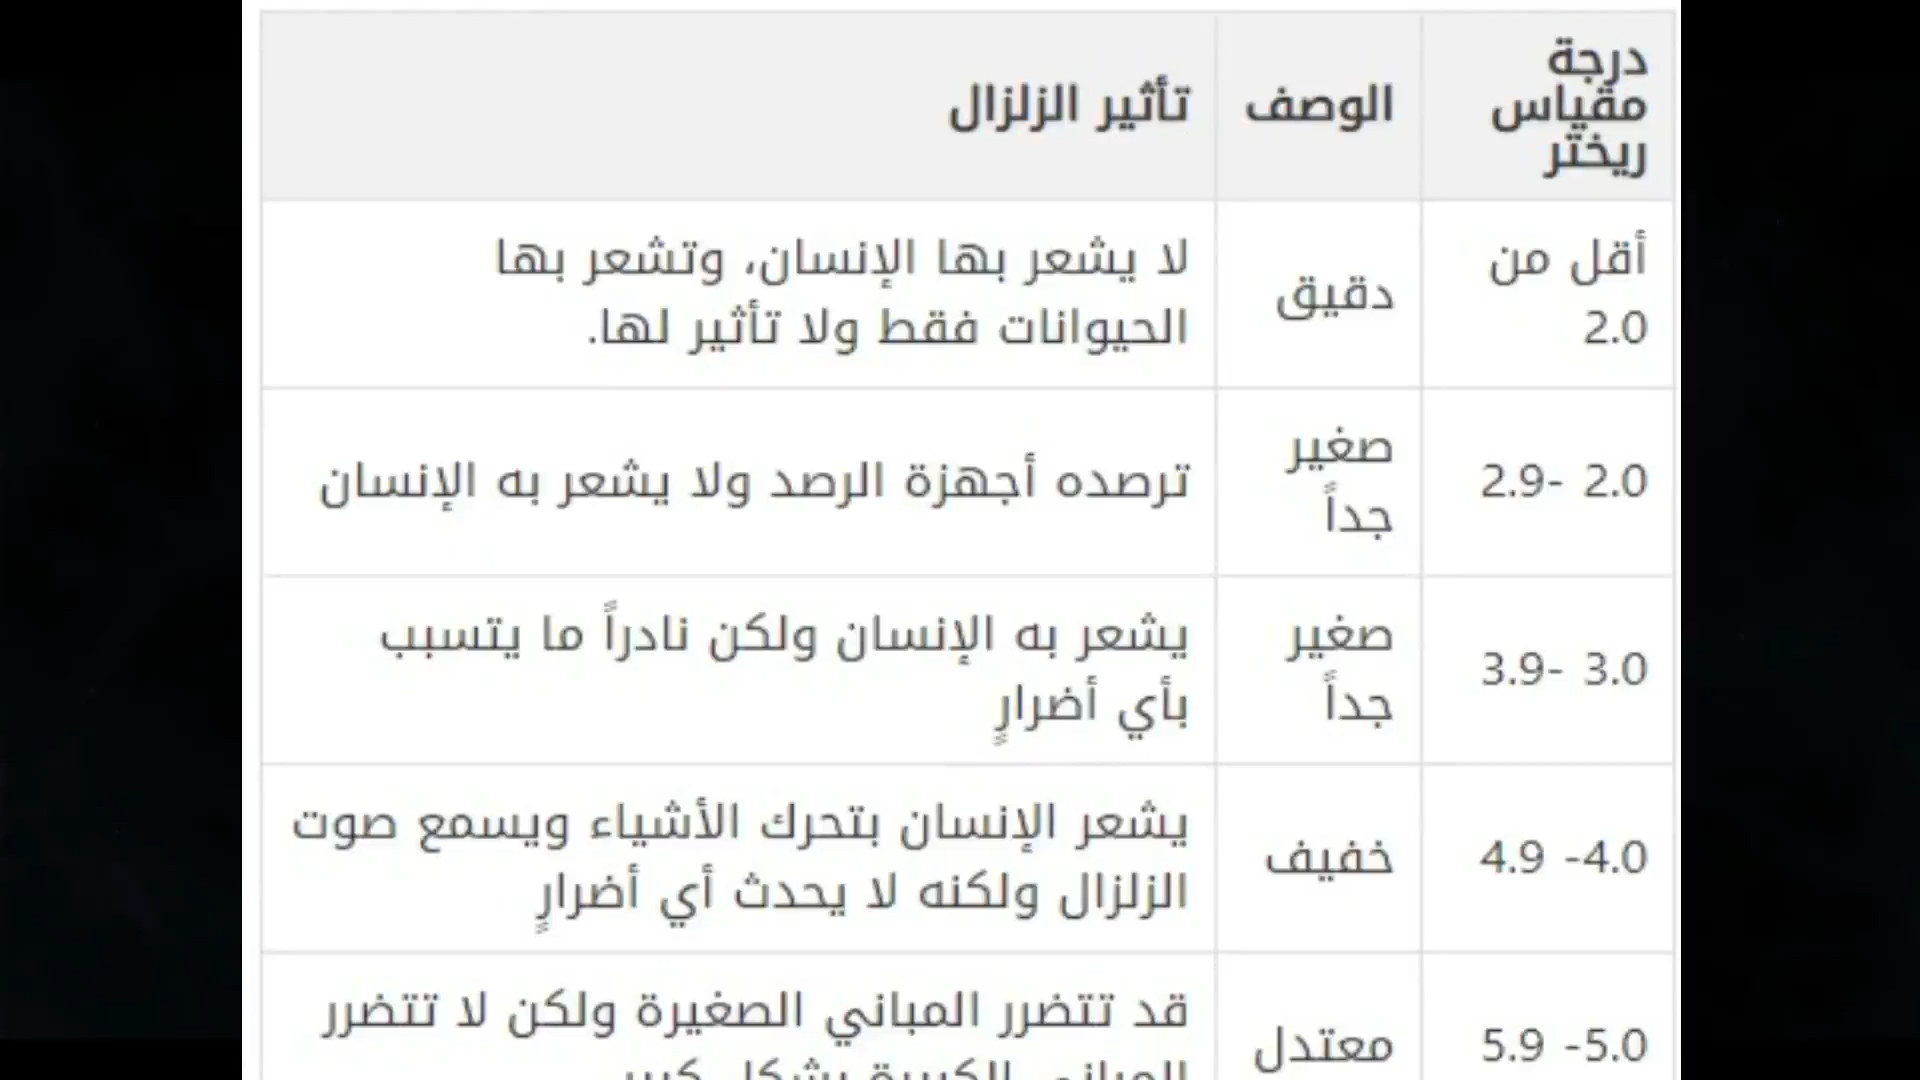 درجة
مقياس
ريختر
الوصف
تأثير الزلزال
أقل من
2.0
دقيق
لا يشعر بها الإنسان، وتشعر بها
الحيوانات فقط ولا تأثير لها.
2.0 -2.9
صغير
جداً
ترصده أجهزة الرصد ولا يشعر به الإنسان
3.0 -3.9
صغير
جداً
يشعر به الإنسان ولكن نادراً ما يتسبب
بأي أضرارٍ
4.0- 4.9
خفيف
يشعر الإنسان بتحرك الأشياء ويسمع صوت
الزلزال ولكنه لا يحدث أي أضرارٍ
5.0- 5.9
معتدل
قد تتضرر المباني الصغيرة ولكن لا تتضرر
المباني الكبيرة بشكل كبير